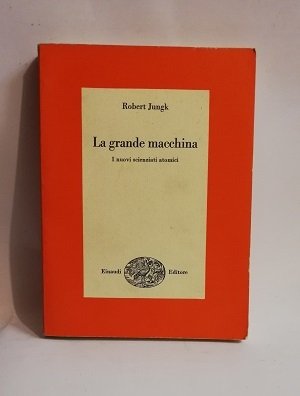 Robert Jungk
La grande macchina
I nuovi scienziati atomici
Einaudi Editore